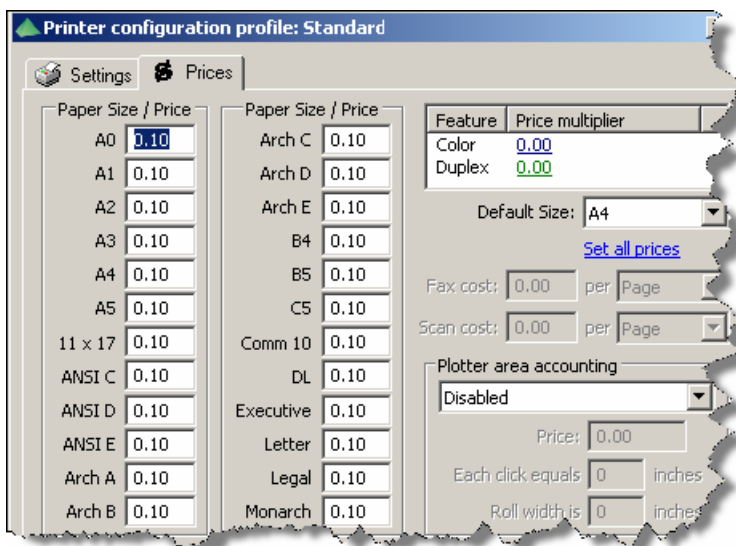 Printer configuration profile: Standard
Settings
Prices
Paper Size / Price
A0 0.10
A1 0.10
A2 0.10
A3 0.10
A4 0.10
A5 0.10
11 x 17 0.10
ANSI C 0.10
ANSI D 0.10
ANSI E 0.10
Arch A 0.10
Arch B 0.10
Paper Size / Price
Arch C 0.10
Arch D 0.10
Arch E 0.10
B4 0.10
B5 0.10
C5 0.10
Comm 10 0.10
DL 0.10
Executive 0.10
Letter 0.10
Legal 0.10
Monarch 0.10
Feature Price multiplier
Color 0.00
Duplex 0.00
Default Size: A4
Set all prices
Fax cost: 0.00 per Page
Scan cost: 0.00 per Page
Plotter area accounting
Disabled
Price: 0.00
Each click equals 0 inches
Roll width is 0 inches